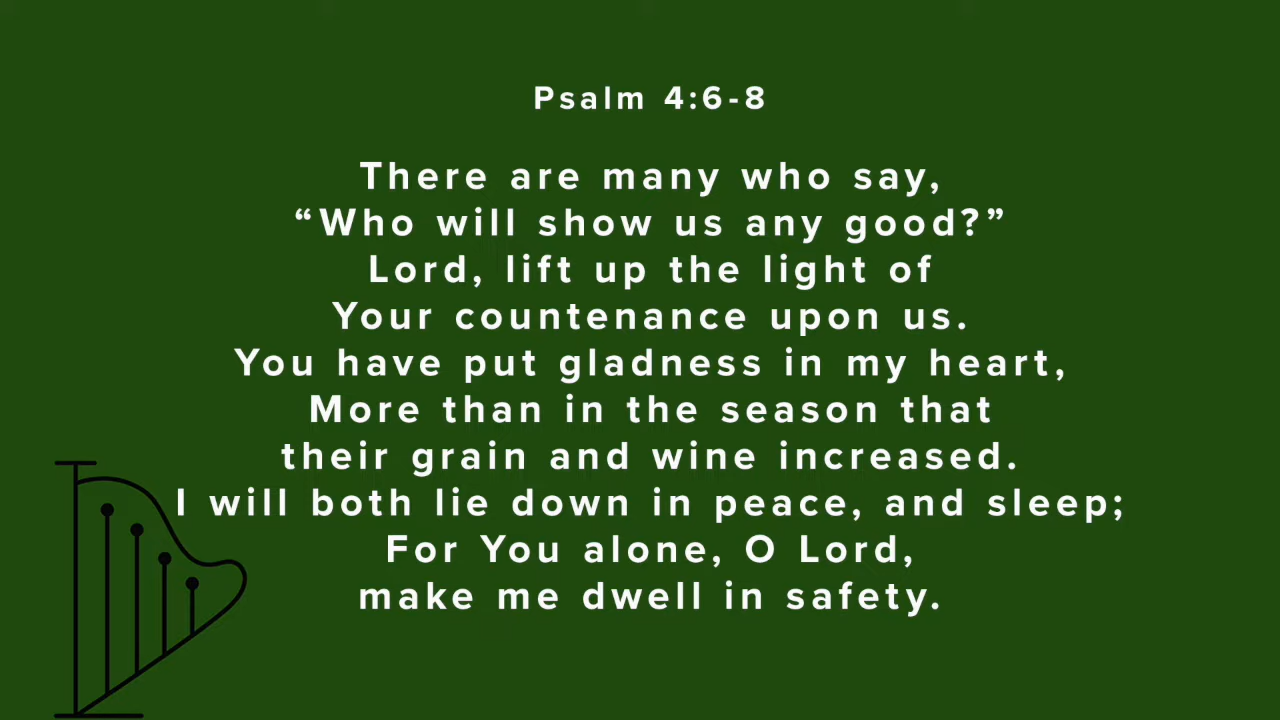 Psalm 4:6-8
There are many who say,
“Who will show us any good?”
Lord, lift up the light of
Your countenance upon us.
You have put gladness in my heart,
More than in the season that
their grain and wine increased.
I will both lie down in peace, and sleep;
For You alone, O Lord,
make me dwell in safety.